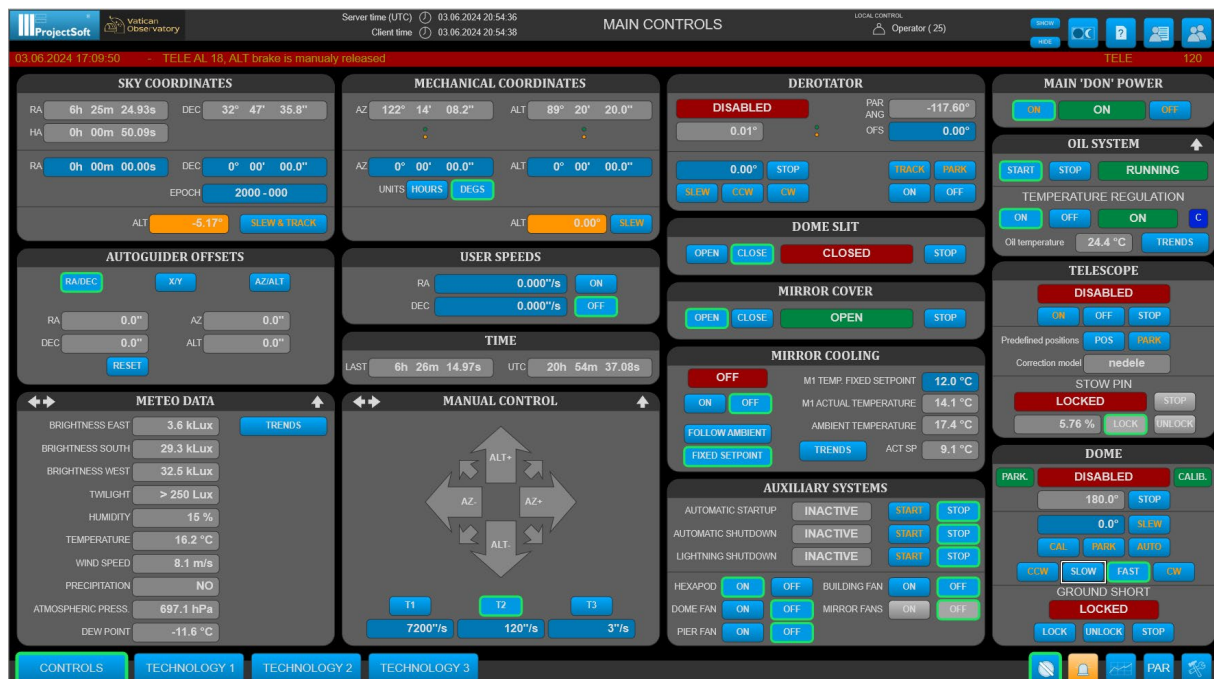 ProjectSoft
Vatican
Observatory
Server time (UTC) 03.06.2024 20:54:36
Client time 03.06.2024 20:54:38
MAIN CONTROLS
LOCAL CONTROL
Operator ( 25)
SHOW
HIDE
?
03.06.2024 17:09:50 - TELE AL 18, ALT brake is manualy released TELE 120
SKY COORDINATES
RA 6h 25m 24.93s DEC 32° 47' 35.8"
HA 0h 00m 50.09s
RA 0h 00m 00.00s DEC 0° 00' 00.0"
EPOCH 2000 - 000
ALT -5.17° SLEW & TRACK
AUTOGUIDER OFFSETS
RA/DEC X/Y AZ/ALT
RA 0.0" AZ 0.0"
DEC 0.0" ALT 0.0"
RESET
METEO DATA
BRIGHTNESS EAST 3.6 kLux TRENDS
BRIGHTNESS SOUTH 29.3 kLux
BRIGHTNESS WEST 32.5 kLux
TWILIGHT > 250 Lux
HUMIDITY 15 %
TEMPERATURE 16.2 °C
WIND SPEED 8.1 m/s
PRECIPITATION NO
ATMOSPHERIC PRESS. 697.1 hPa
DEW POINT -11.6 °C
MECHANICAL COORDINATES
AZ 122° 14' 08.2" ALT 89° 20' 20.0"
AZ 0° 00' 00.0" ALT 0° 00' 00.0"
UNITS HOURS DEGS
ALT 0.00° SLEW
USER SPEEDS
RA 0.000"/s ON
DEC 0.000"/s OFF
TIME
LAST 6h 26m 14.97s UTC 20h 54m 37.08s
MANUAL CONTROL
ALT+
AZ- AZ+
ALT-
T1 T2 T3
7200"/s 120"/s 3"/s
DEROTATOR
DISABLED PAR ANG -117.60°
0.01° OFS 0.00°
0.00° STOP TRACK PARK
SLEW CCW CW ON OFF
DOME SLIT
OPEN CLOSE CLOSED STOP
MIRROR COVER
OPEN CLOSE OPEN STOP
MIRROR COOLING
OFF M1 TEMP. FIXED SETPOINT 12.0 °C
ON OFF M1 ACTUAL TEMPERATURE 14.1 °C
FOLLOW AMBIENT AMBIENT TEMPERATURE 17.4 °C
FIXED SETPOINT TRENDS ACT SP 9.1 °C
AUXILIARY SYSTEMS
AUTOMATIC STARTUP INACTIVE START STOP
AUTOMATIC SHUTDOWN INACTIVE START STOP
LIGHTNING SHUTDOWN INACTIVE START STOP
HEXAPOD ON OFF BUILDING FAN ON OFF
DOME FAN ON OFF MIRROR FANS ON OFF
PIER FAN ON OFF
MAIN 'DON' POWER
ON ON OFF
OIL SYSTEM
START STOP RUNNING
TEMPERATURE REGULATION
ON OFF ON C
Oil temperature 24.4 °C TRENDS
TELESCOPE
DISABLED
ON OFF STOP
Predefined positions POS PARK
Correction model nedele
STOW PIN
LOCKED STOP
5.76 % LOCK UNLOCK
DOME
PARK. DISABLED CALIB.
180.0° STOP
0.0° SLEW
CAL PARK AUTO
CCW SLOW FAST CW
GROUND SHORT
LOCKED
LOCK UNLOCK STOP
CONTROLS TECHNOLOGY 1 TECHNOLOGY 2 TECHNOLOGY 3 PAR